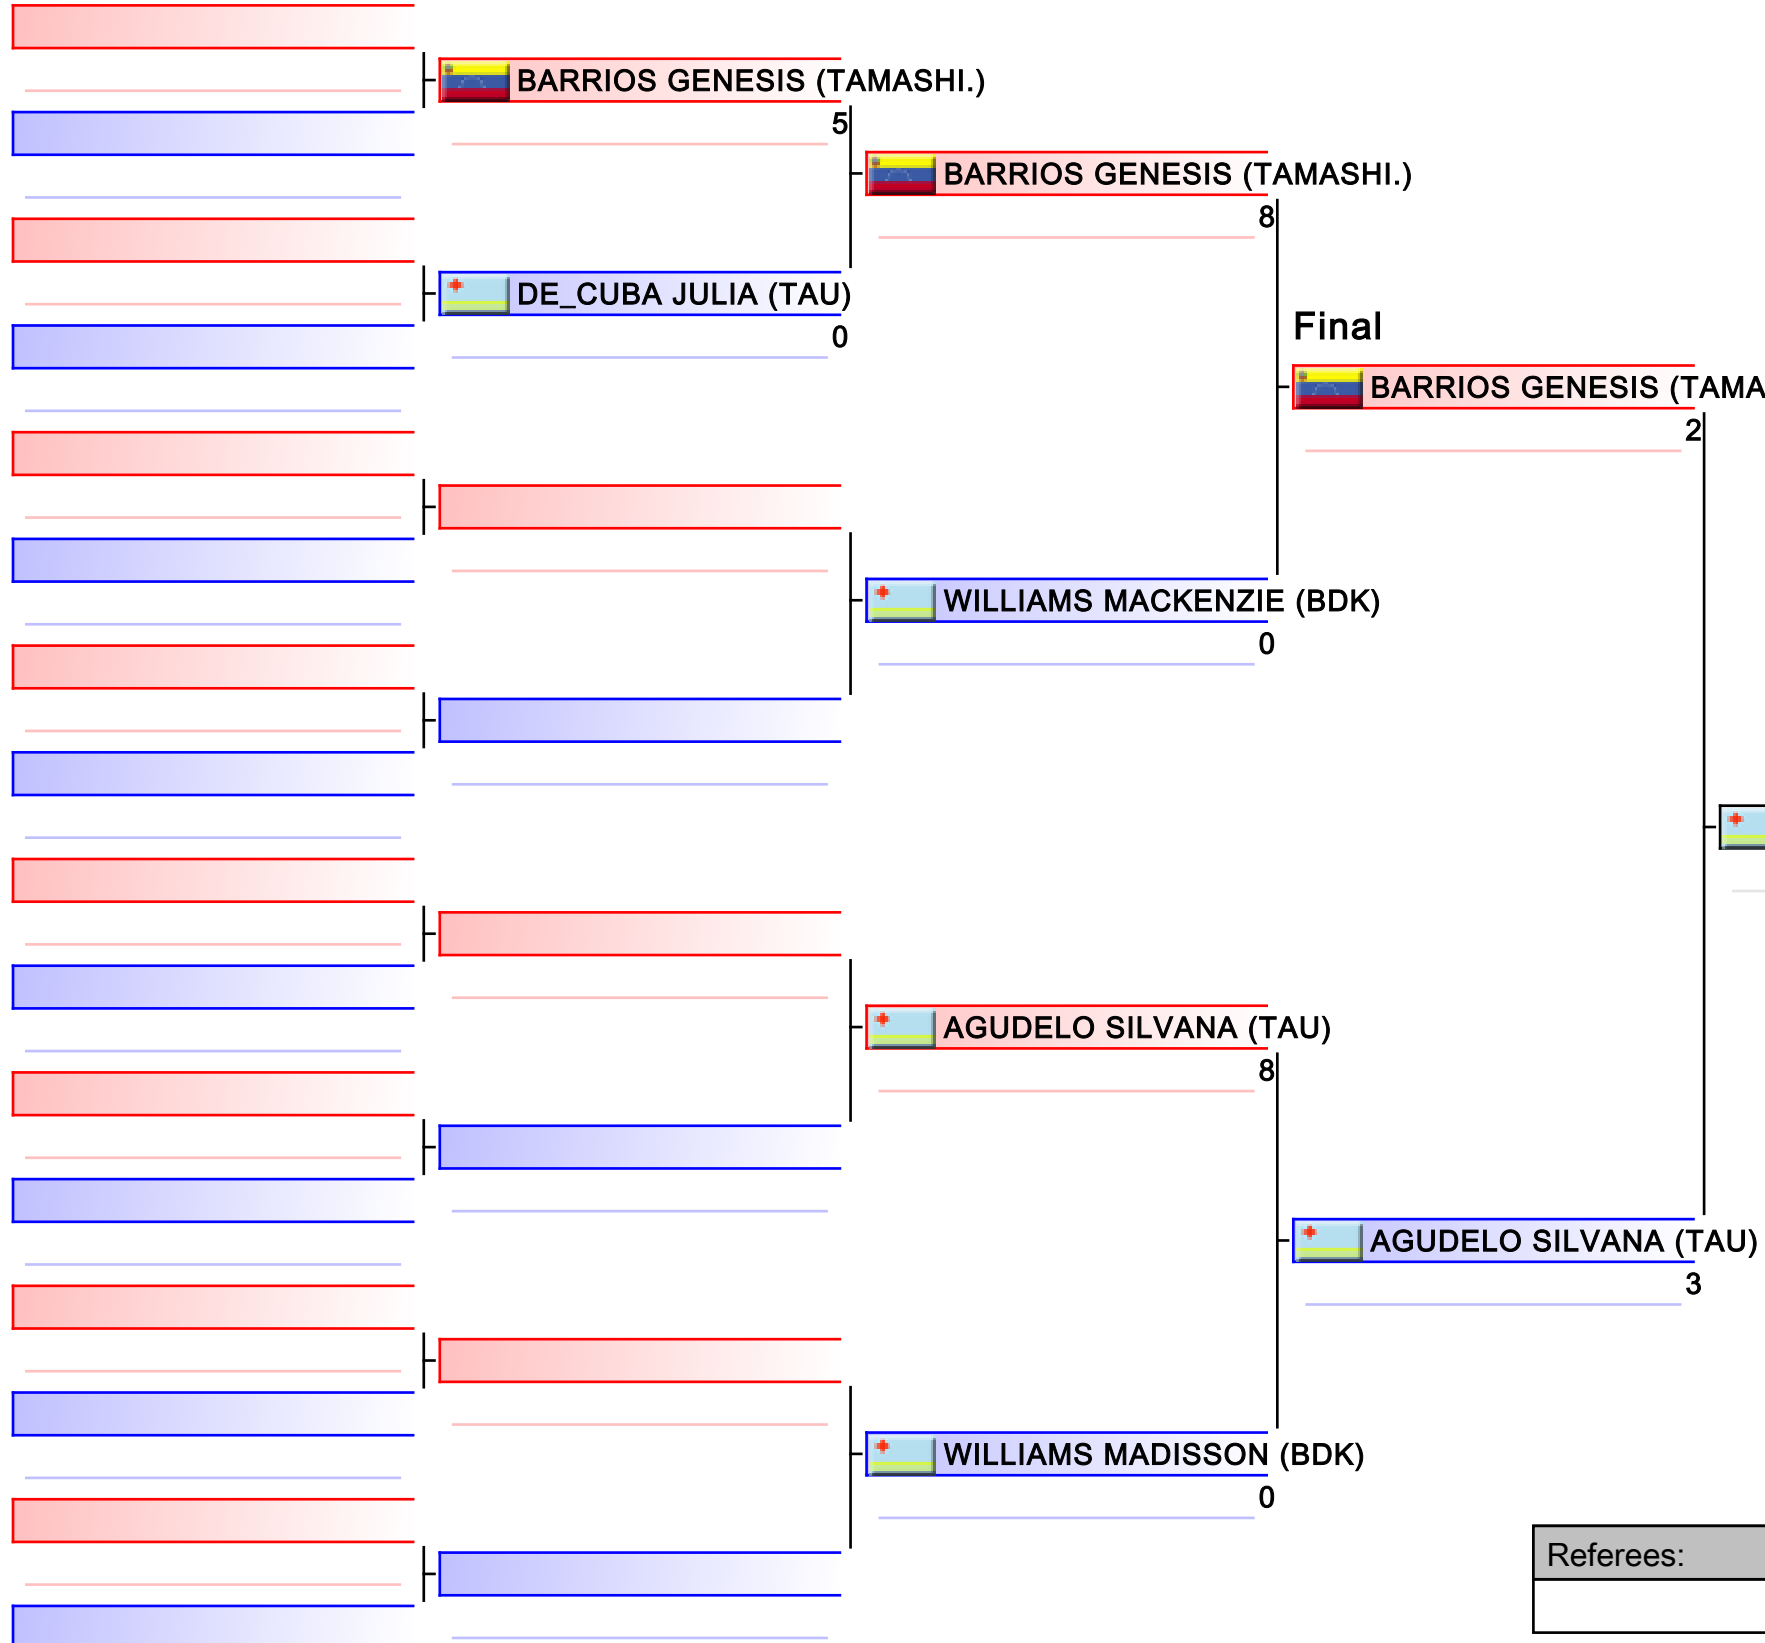 BARRIOS GENESIS (TAMASHI.)
5
BARRIOS GENESIS (TAMASHI.)
8
DE_CUBA JULIA (TAU)
0
Final
BARRIOS GENESIS (TAMA
2
WILLIAMS MACKENZIE (BDK)
0
AGUDELO SILVANA (TAU)
8
AGUDELO SILVANA (TAU)
3
WILLIAMS MADISSON (BDK)
0
Referees: